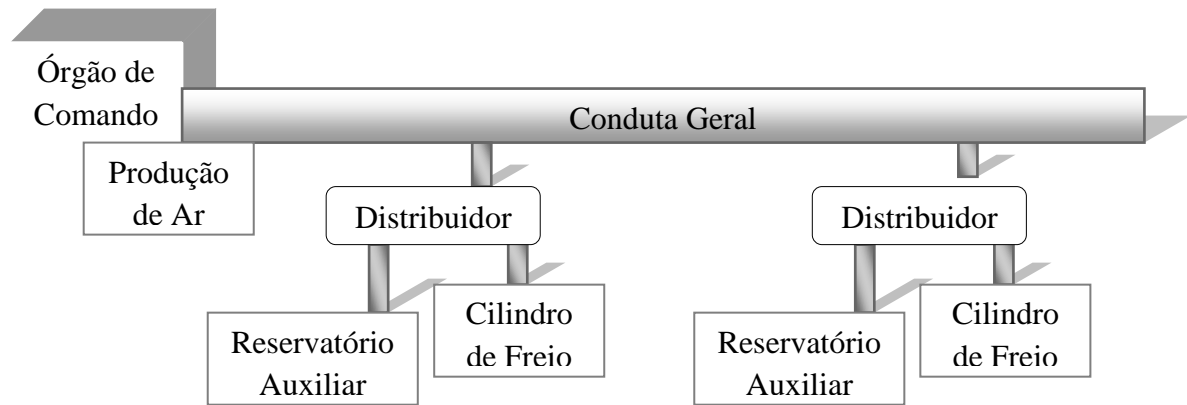 Órgão de
Comando
Conduta Geral
Produção
de Ar
Distribuidor
Distribuidor
Reservatório
Auxiliar
Cilindro
de Freio
Reservatório
Auxiliar
Cilindro
de Freio